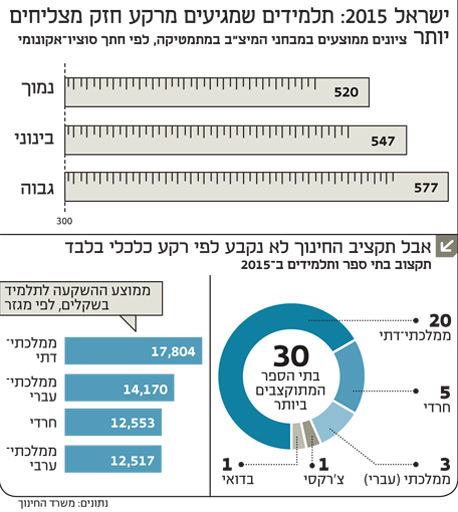 ישראל 2015: תלמידים שמגיעים מרקע חזק מצליחים
יותר ציונים ממוצעים במבחני המיצ"ב במתמטיקה, לפי חתך סוציו־אקונומי
נמוך
520
בינוני
547
גבוה
577
300
אבל תקציב החינוך לא נקבע לפי רקע כלכלי בלבד
תקצוב בתי ספר ותלמידים ב־2015
20
ממלכתי־דתי
5
חרדי
3
ממלכתי (עברי)
1
צ'רקסי
1
בדואי
30
בתי הספר
המתוקצבים
ביותר
ממוצע ההשקעה לתלמיד
בשקלים, לפי מגזר
ממלכתי־
דתי
17,804
ממלכתי־
עברי
14,170
חרדי
12,553
ממלכתי־
ערבי
12,517
נתונים: משרד החינוך